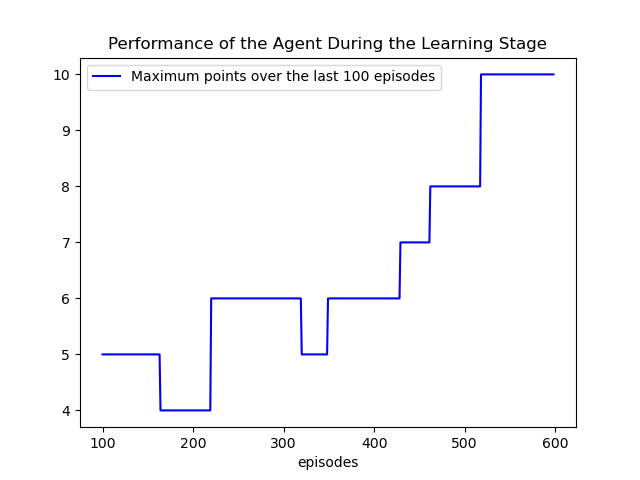 Performance of the Agent During the Learning Stage
Maximum points over the last 100 episodes
10
9
8
7
6
5
4
100 200 300 400 500 600
episodes